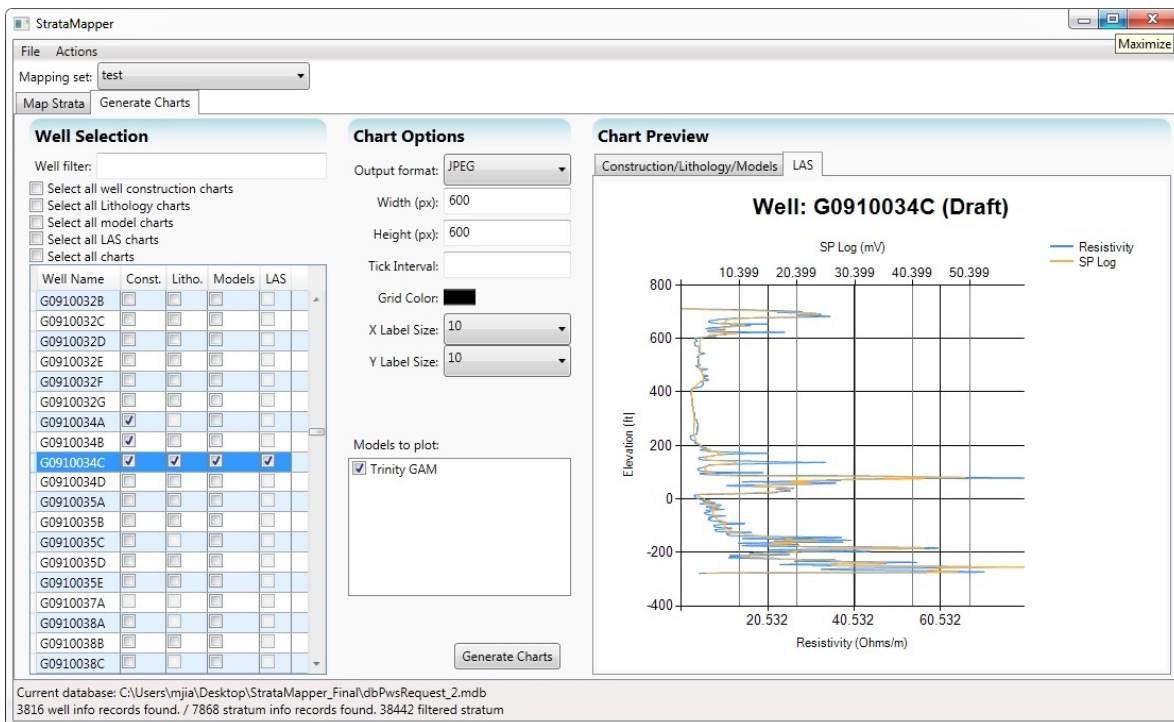 StrataMapper
Maximize
File Actions
Mapping set: test
Map Strata Generate Charts
Well Selection
Well filter:
Select all well construction charts
Select all Lithology charts
Select all model charts
Select all LAS charts
Select all charts
Well Name Const. Litho. Models LAS
G0910032B
G0910032C
G0910032D
G0910032E
G0910032F
G0910032G
G0910034A
G0910034B
G0910034C
G0910034D
G0910035A
G0910035B
G0910035C
G0910035D
G0910035E
G0910037A
G0910038A
G0910038B
G0910038C
Chart Options
Output format: JPEG
Width (px): 600
Height (px): 600
Tick Interval:
Grid Color:
X Label Size: 10
Y Label Size: 10
Models to plot:
Trinity GAM
Generate Charts
Chart Preview
Construction/Lithology/Models LAS
Well: G0910034C (Draft)
SP Log (mV)
Resistivity
SP Log
10.399 20.399 30.399 40.399 50.399
800
600
400
200
0
-200
-400
Elevation [ft]
20.532 40.532 60.532
Resistivity (Ohms/m)
Current database: C:\Users\mjia\Desktop\StrataMapper_Final\dbPwsRequest_2.mdb
3816 well info records found. / 7868 stratum info records found. 38442 filtered stratum